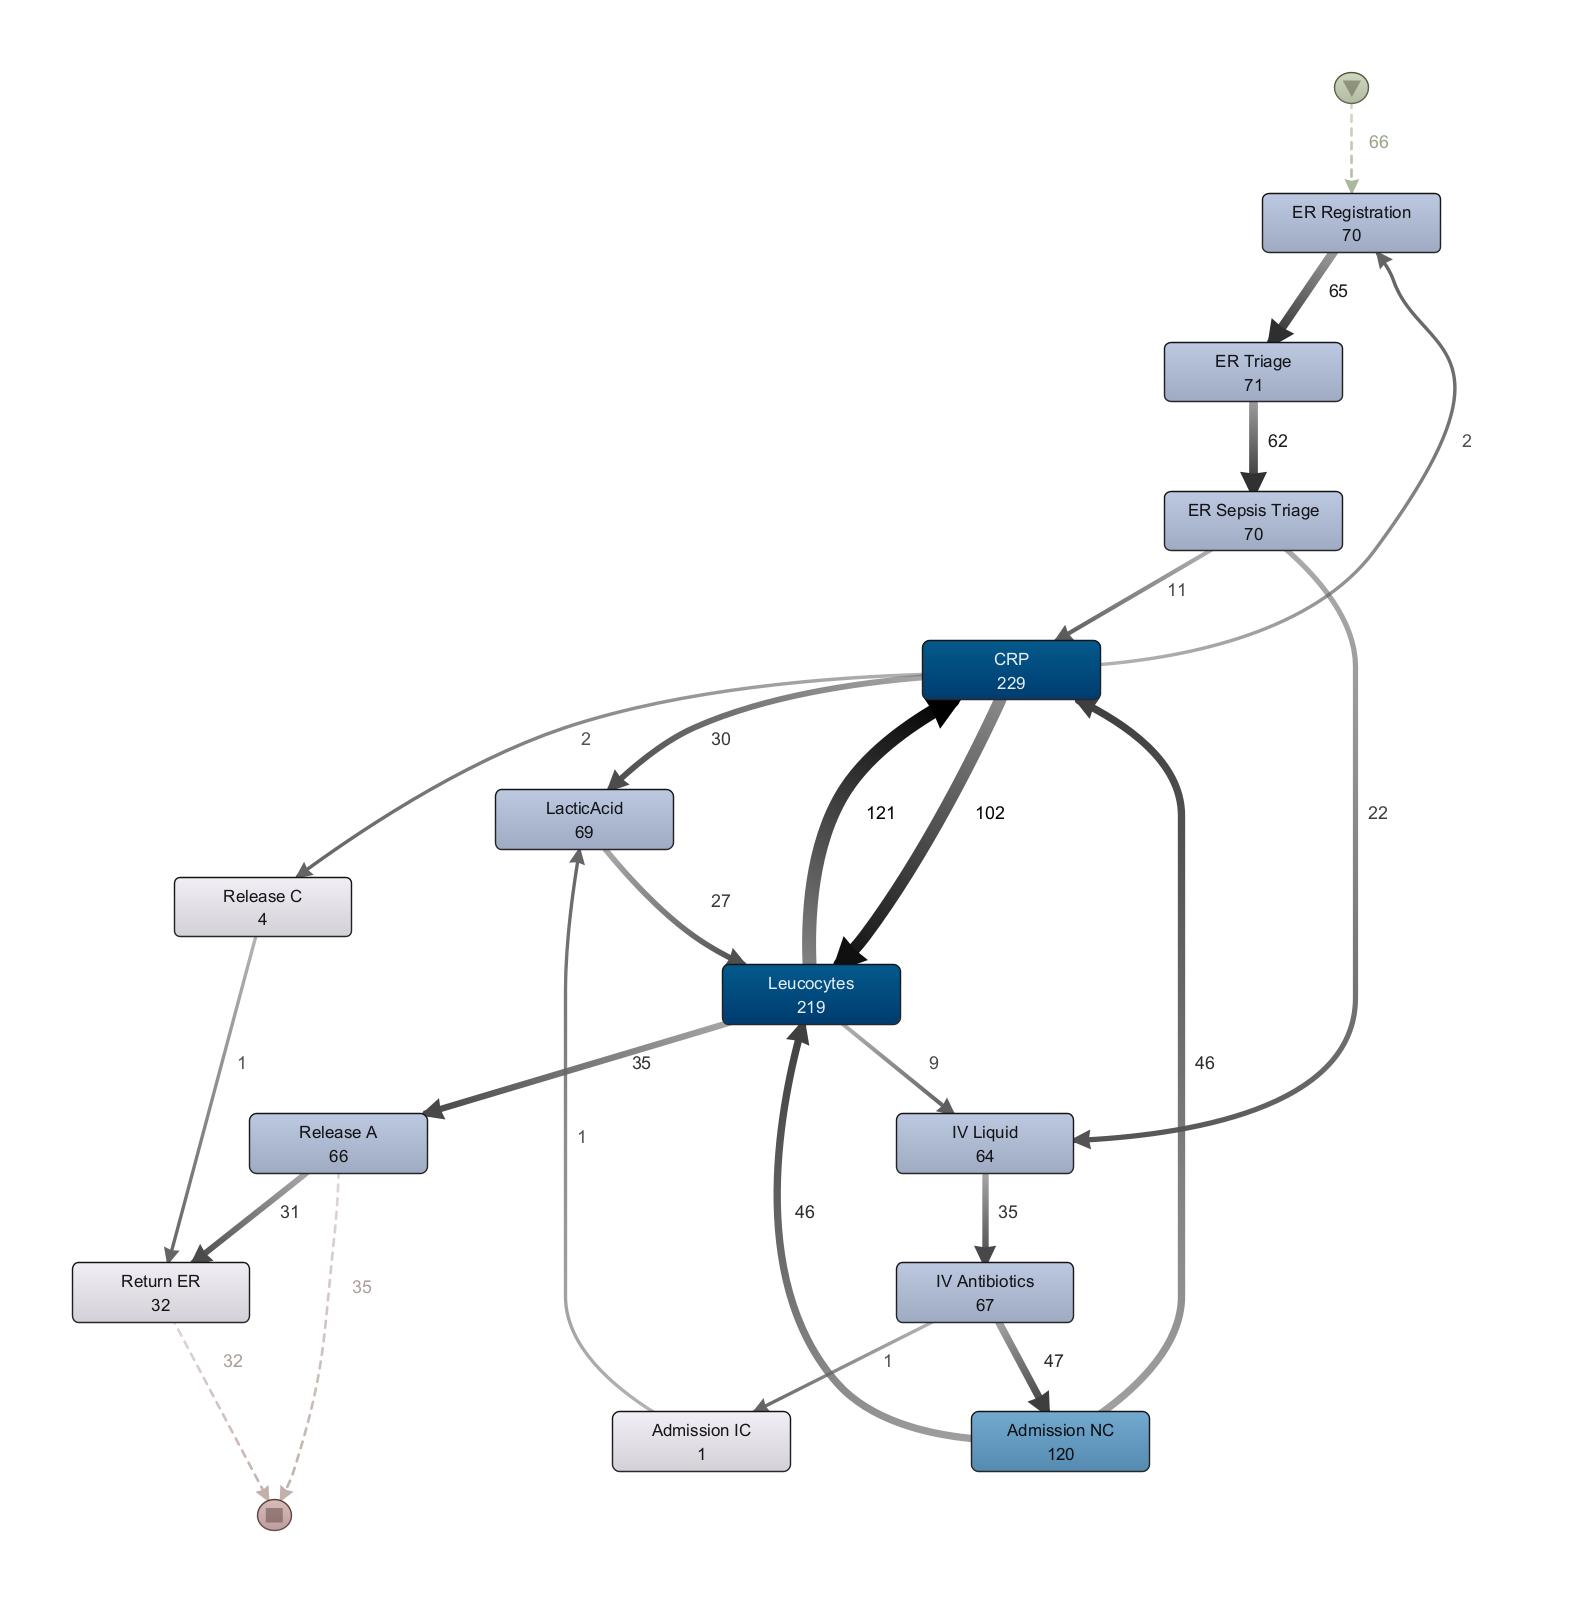 66
ER Registration
70
65
ER Triage
71
62
2
ER Sepsis Triage
70
11
CRP
229
2
30
LacticAcid
69
121
102
22
Release C
4
27
Leucocytes
219
1
35
9
46
Release A
66
1
IV Liquid
64
31
46
35
Return ER
32
35
IV Antibiotics
67
32
1
47
Admission IC
1
Admission NC
120